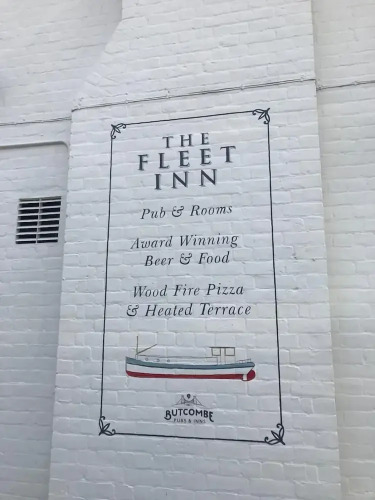 THE
FLEET
INN
Pub & Rooms
Award Winning
Beer & Food
Wood Fire Pizza
& Heated Terrace
BUTCOMBE
PUBS & INNS